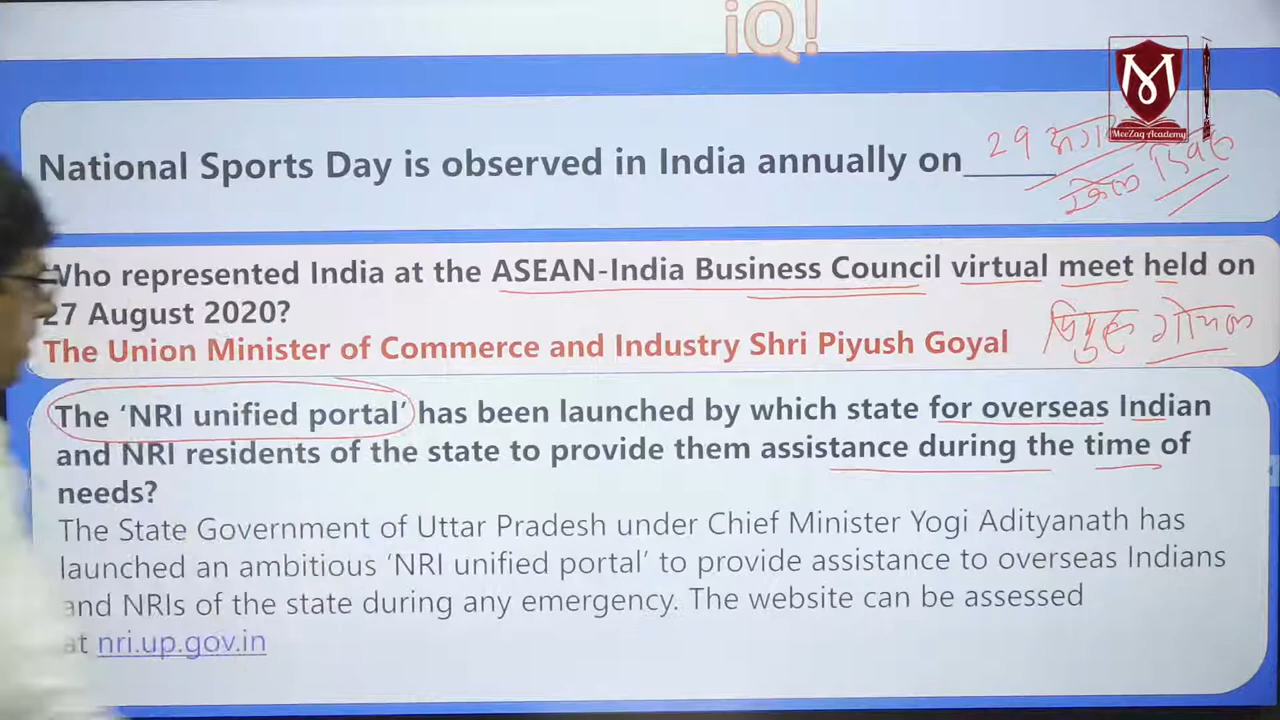 iQ!
MeeZaq Academy
National Sports Day is observed in India annually on______
29 अगस्त
खेल दिवस
Who represented India at the ASEAN-India Business Council virtual meet held on
27 August 2020?
The Union Minister of Commerce and Industry Shri Piyush Goyal
पियुष गोयल
The ‘NRI unified portal’ has been launched by which state for overseas Indian
and NRI residents of the state to provide them assistance during the time of
needs?
The State Government of Uttar Pradesh under Chief Minister Yogi Adityanath has
launched an ambitious ‘NRI unified portal’ to provide assistance to overseas Indians
and NRIs of the state during any emergency. The website can be assessed
at nri.up.gov.in